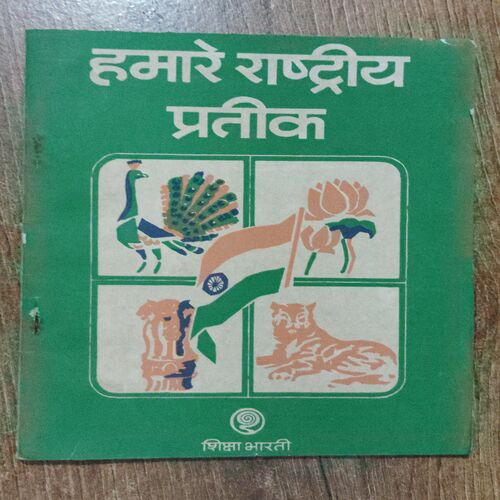 हमारे राष्ट्रीय
प्रतीक
शिक्षा भारती